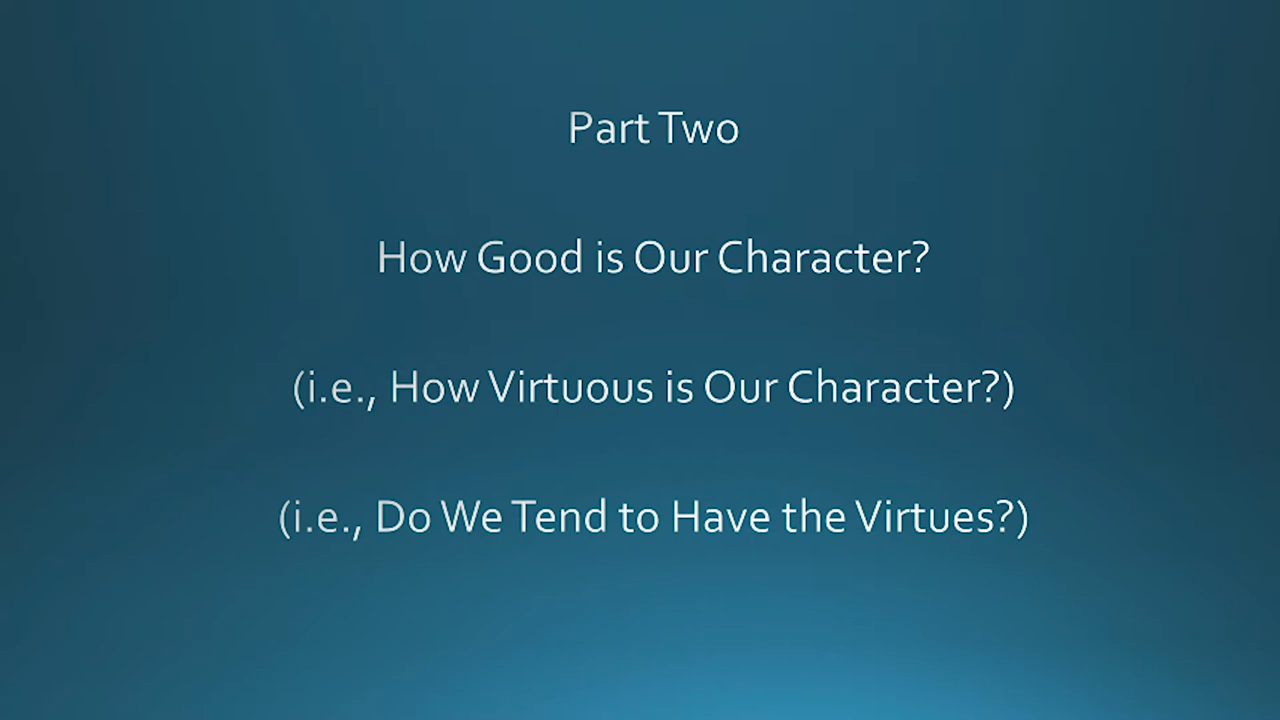 Part Two
How Good is Our Character?
(i.e., How Virtuous is Our Character?)
(i.e., Do We Tend to Have the Virtues?)